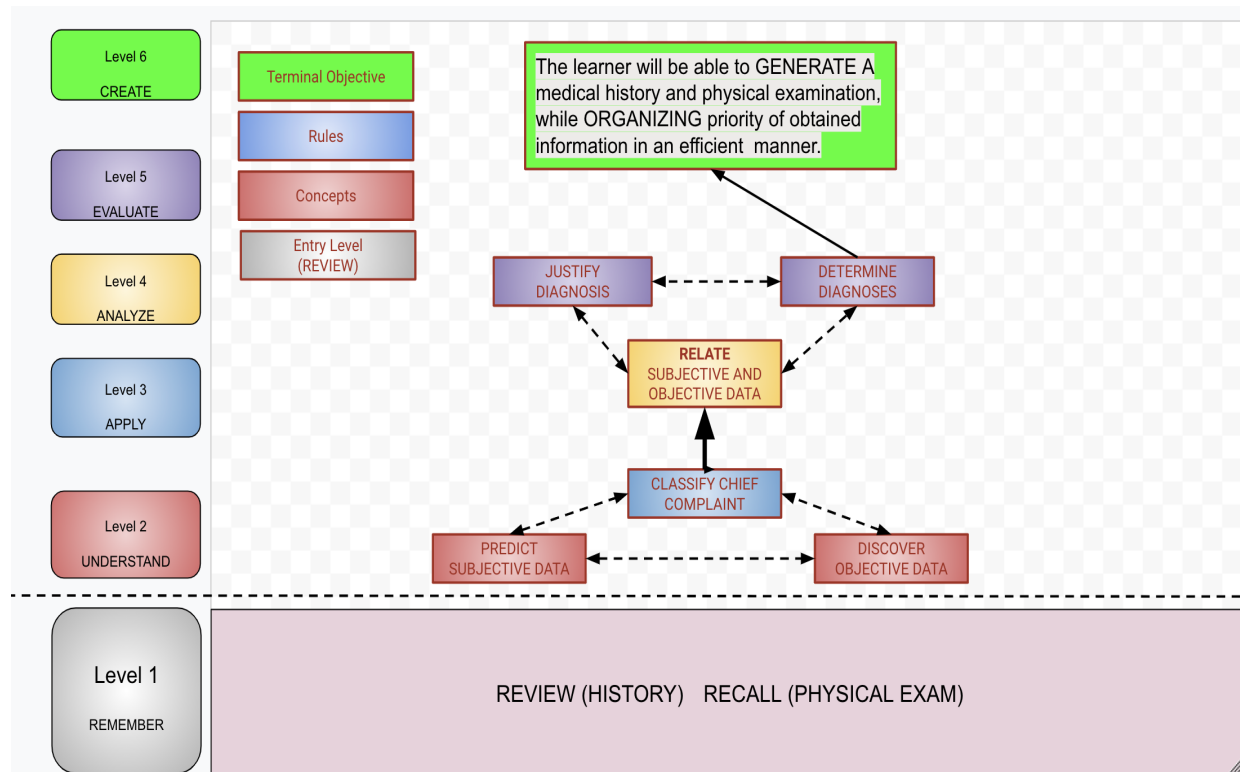 Level 6
CREATE
Level 5
EVALUATE
Level 4
ANALYZE
Level 3
APPLY
Level 2
UNDERSTAND
Level 1
REMEMBER
Terminal Objective
Rules
Concepts
Entry Level
(REVIEW)
The learner will be able to GENERATE A
medical history and physical examination,
while ORGANIZING priority of obtained
information in an efficient manner.
JUSTIFY
DIAGNOSIS
DETERMINE
DIAGNOSES
RELATE
SUBJECTIVE AND
OBJECTIVE DATA
CLASSIFY CHIEF
COMPLAINT
PREDICT
SUBJECTIVE DATA
DISCOVER
OBJECTIVE DATA
REVIEW (HISTORY) RECALL (PHYSICAL EXAM)